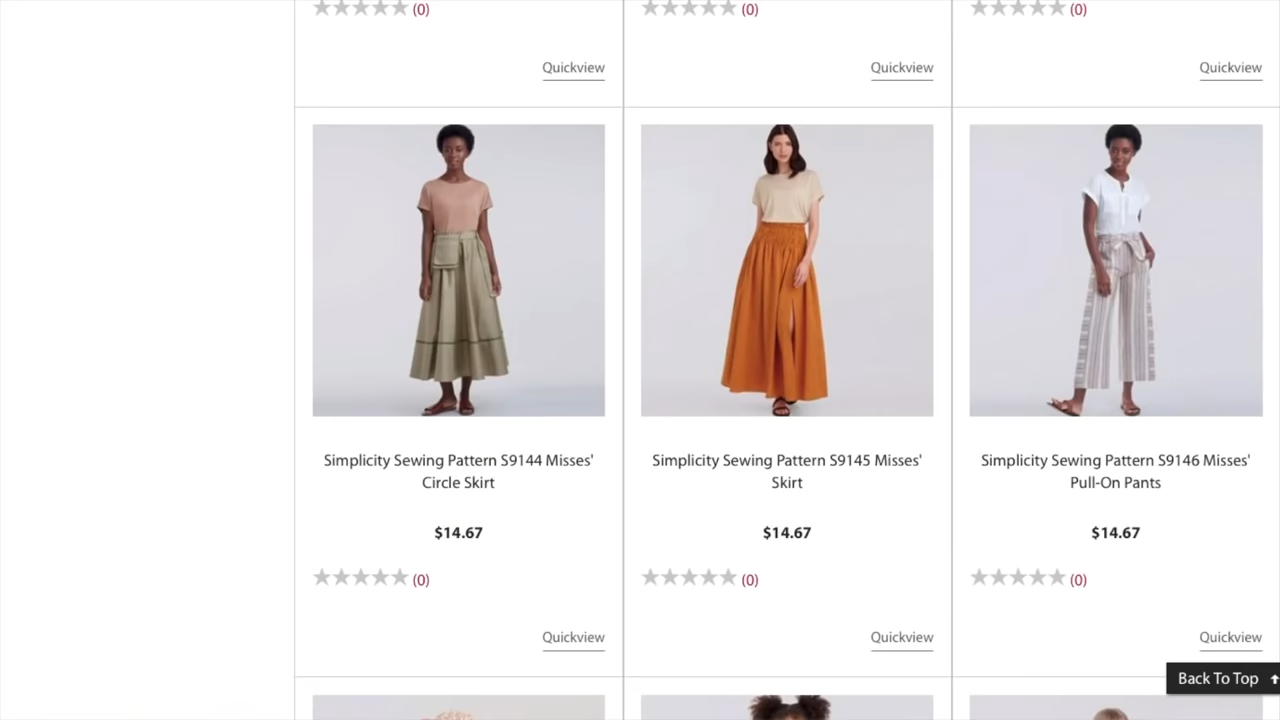 (0)
(0)
(0)
Quickview
Quickview
Quickview
Simplicity Sewing Pattern S9144 Misses'
Circle Skirt
$14.67
(0)
Quickview
Simplicity Sewing Pattern S9145 Misses'
Skirt
$14.67
(0)
Quickview
Simplicity Sewing Pattern S9146 Misses'
Pull-On Pants
$14.67
(0)
Quickview
Back To Top